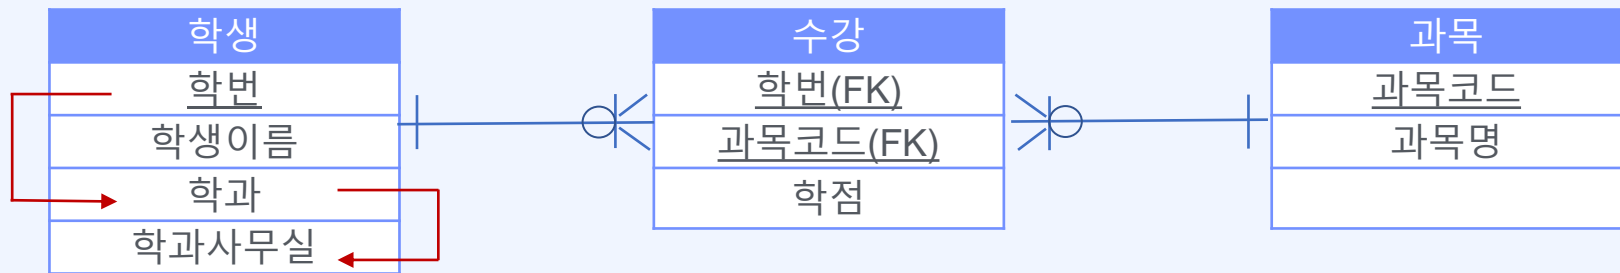 학생
학번
학생이름
학과
학과사무실
수강
학번(FK)
과목코드(FK)
학점
과목
과목코드
과목명